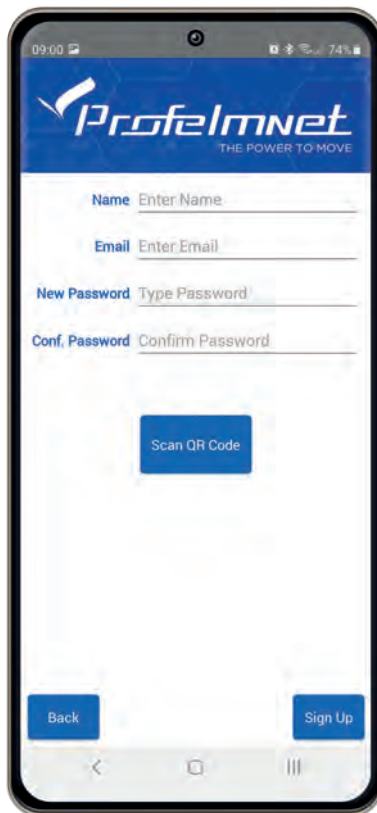 09:00 74%
Profelmnet
THE POWER TO MOVE
Name Enter Name
Email Enter Email
New Password Type Password
Conf. Password Confirm Password
Scan QR Code
Back Sign Up